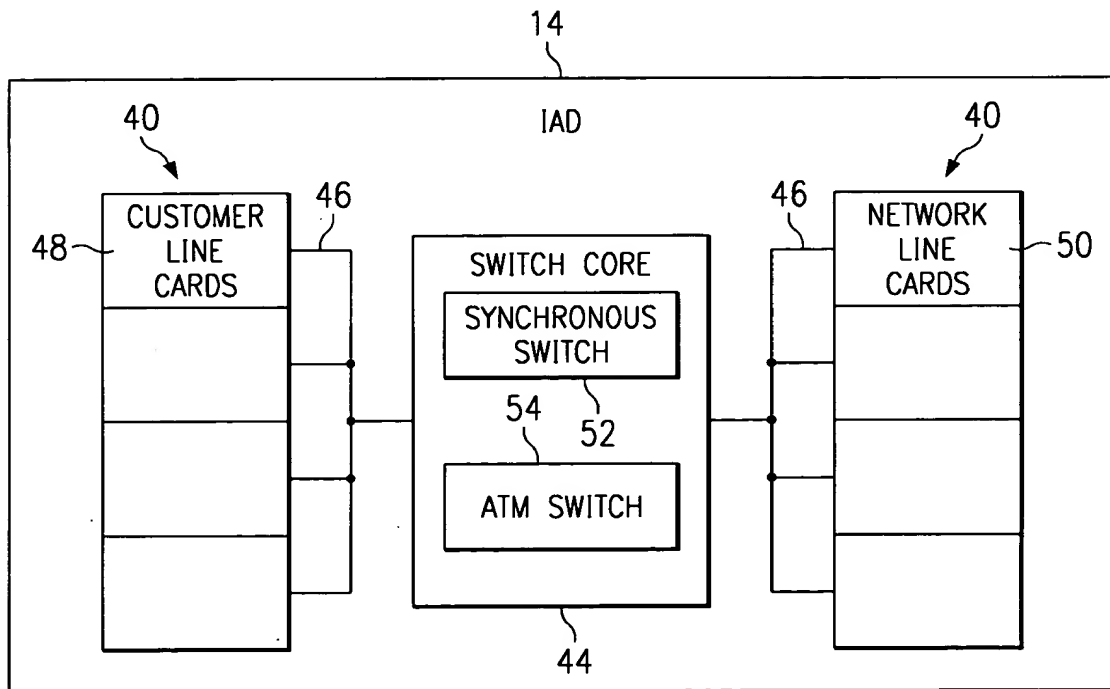 14
IAD
40
40
46
46
CUSTOMER
LINE
CARDS
48
SWITCH CORE
SYNCHRONOUS
SWITCH
52
54
ATM SWITCH
44
NETWORK
LINE
CARDS
50